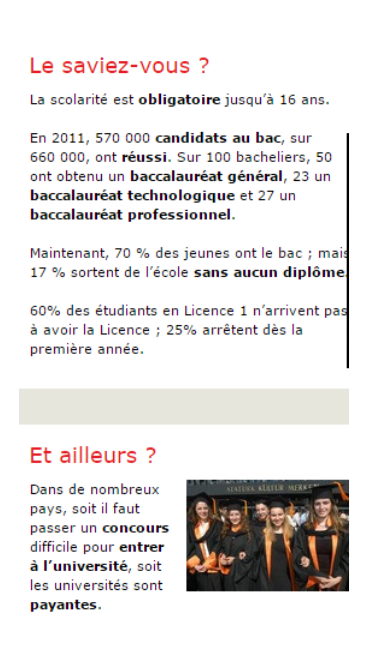 Le saviez-vous ?
La scolarité est obligatoire jusqu'à 16 ans.
En 2011, 570 000 candidats au bac, sur
660 000, ont réussi. Sur 100 bacheliers, 50
ont obtenu un baccalauréat général, 23 un
baccalauréat technologique et 27 un
baccalauréat professionnel.
Maintenant, 70 % des jeunes ont le bac ; mais
17 % sortent de l'école sans aucun diplôme.
60% des étudiants en Licence 1 n'arrivent pas
à avoir la Licence ; 25% arrêtent dès la
première année.
Et ailleurs ?
Dans de nombreux
pays, soit il faut
passer un concours
difficile pour entrer
à l'université, soit
les universités sont
payantes.
KÜLTÜR MERKEZ